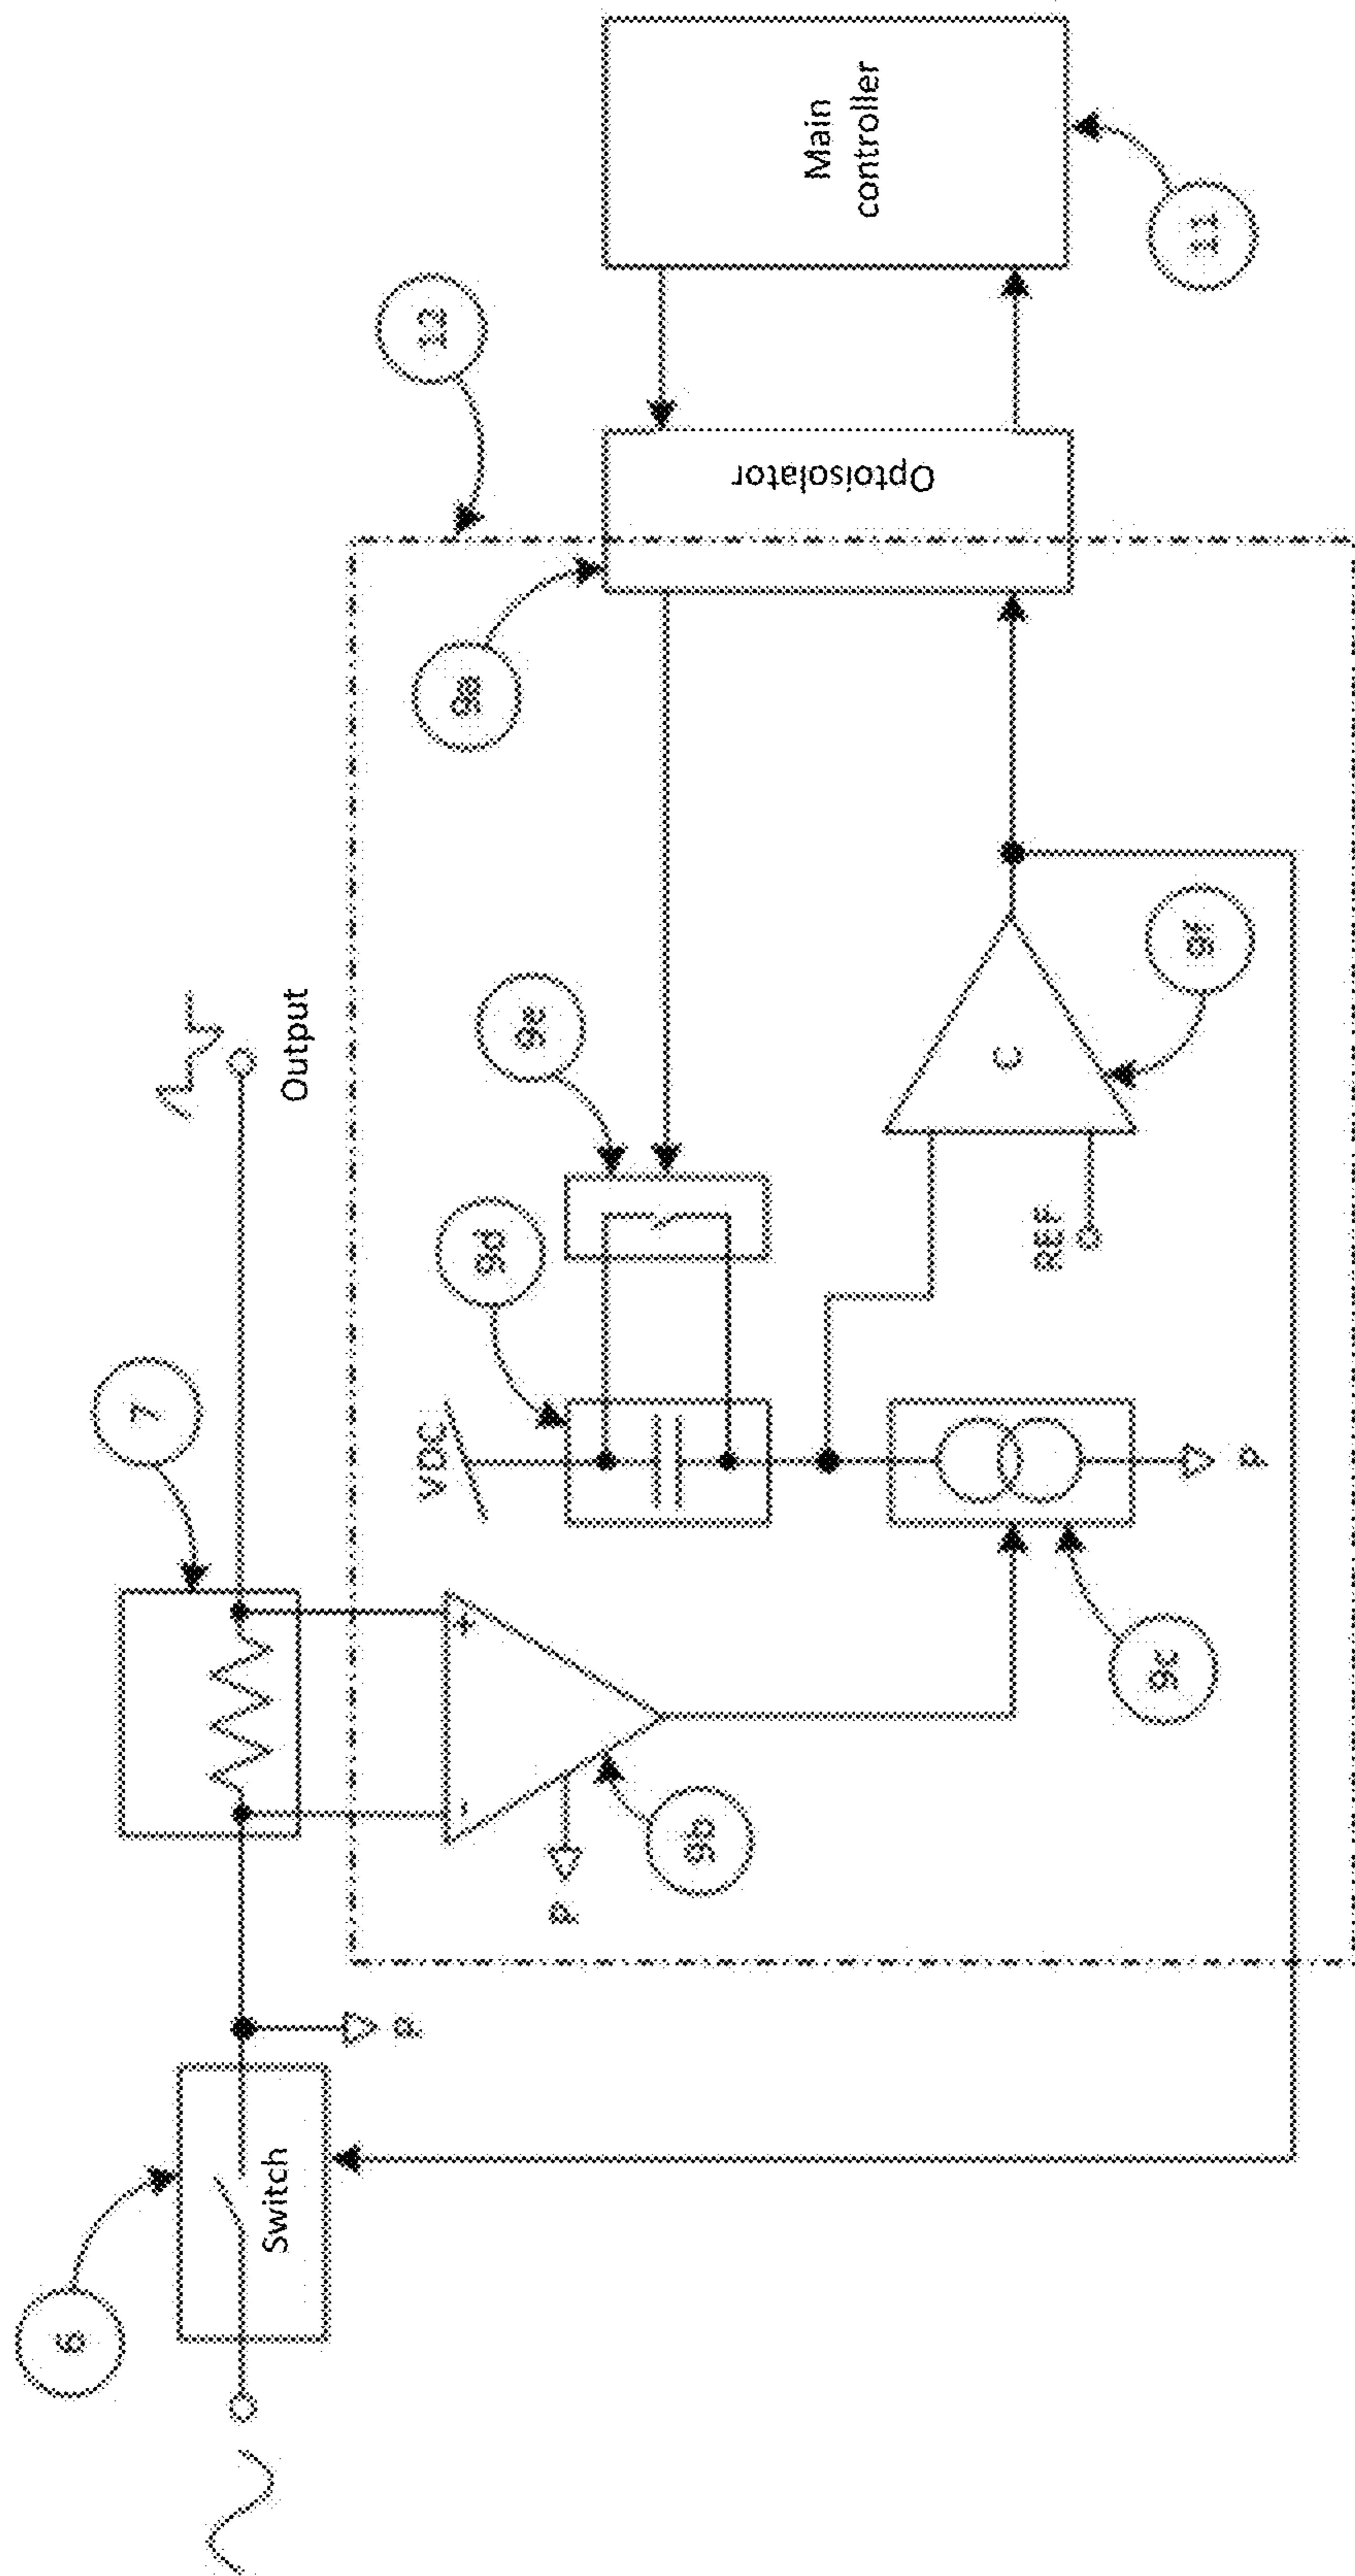 6
Switch
P
7
Output
12
VDC
9d
9e
9a
Optoisolator
Main
controller
11
-
+
P
9b
9c
P
REF
C
9f